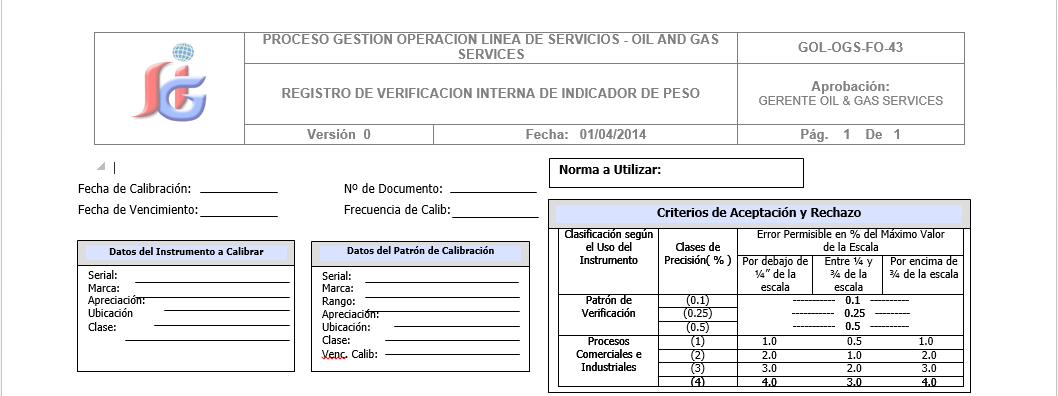 PROCESO GESTION OPERACION LINEA DE SERVICIOS - OIL AND GAS
SERVICES
GOL-OGS-FO-43
REGISTRO DE VERIFICACION INTERNA DE INDICADOR DE PESO
Aprobación:
GERENTE OIL & GAS SERVICES
Versión 0
Fecha: 01/04/2014
Pág. 1 De 1
Fecha de Calibración:
Nº de Documento:
Norma a Utilizar:
Fecha de Vencimiento:
Frecuencia de Calib:
Datos del Instrumento a Calibrar
Serial:
Marca:
Apreciación:
Ubicación
Clase:
Datos del Patrón de Calibración
Serial:
Marca:
Rango:
Apreciación:
Ubicación:
Clase:
Venc. Calib:
Criterios de Aceptación y Rechazo
Clasificación según
el Uso del
Instrumento
Clases de
Precisión( % )
Error Permisible en % del Máximo Valor
de la Escala
Por debajo de
¼” de la
escala
Entre ¼ y
¾ de la
escala
Por encima de
¾ de la escala
Patrón de
Verificación
(0.1) ----------- 0.1 ----------
(0.25) ----------- 0.25 ----------
(0.5) ----------- 0.5 ----------
Procesos
Comerciales e
Industriales
(1) 1.0 0.5 1.0
(2) 2.0 1.0 2.0
(3) 3.0 2.0 3.0
(4) 4.0 3.0 4.0